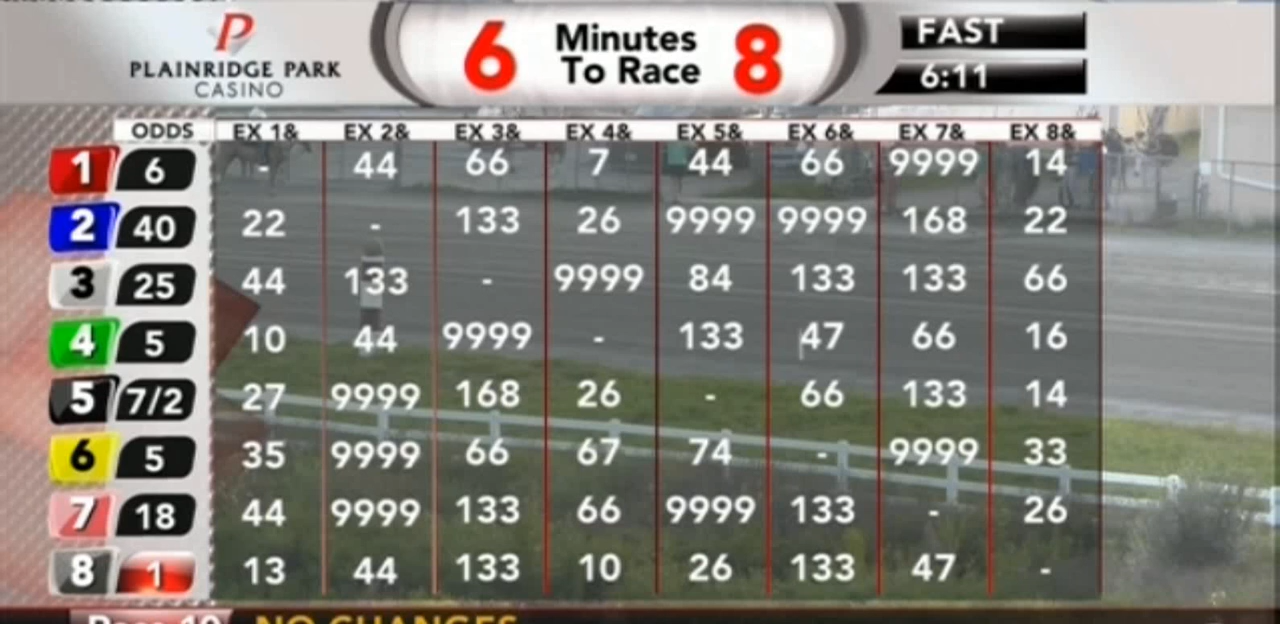 P
PLAINRIDGE PARK
CASINO
6 Minutes To Race 8
FAST
6:11
ODDS EX 1& EX 2& EX 3& EX 4& EX 5& EX 6& EX 7& EX 8&
1 6 - 44 66 7 44 66 9999 14
2 40 22 - 133 26 9999 9999 168 22
3 25 44 133 - 9999 84 133 133 66
4 5 10 44 9999 - 133 47 66 16
5 7/2 27 9999 168 26 - 66 133 14
6 5 35 9999 66 67 74 - 9999 33
7 18 44 9999 133 66 9999 133 - 26
8 1 13 44 133 10 26 133 47 -
Race 10 NO CHANGES